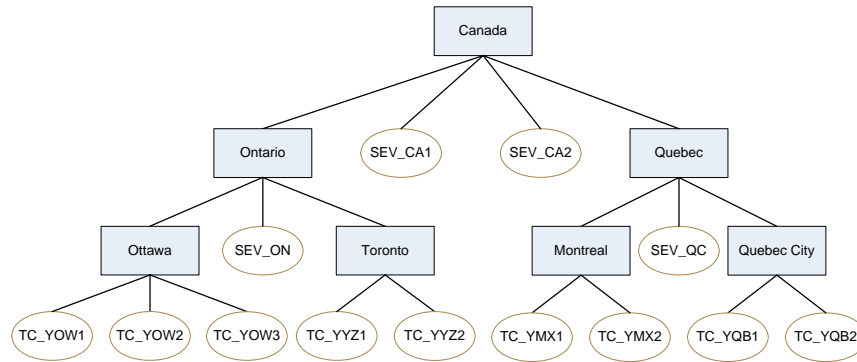 Canada
Ontario
SEV_CA1
SEV_CA2
Quebec
Ottawa
SEV_ON
Toronto
Montreal
SEV_QC
Quebec City
TC_YOW1
TC_YOW2
TC_YOW3
TC_YYZ1
TC_YYZ2
TC_YMX1
TC_YMX2
TC_YQB1
TC_YQB2